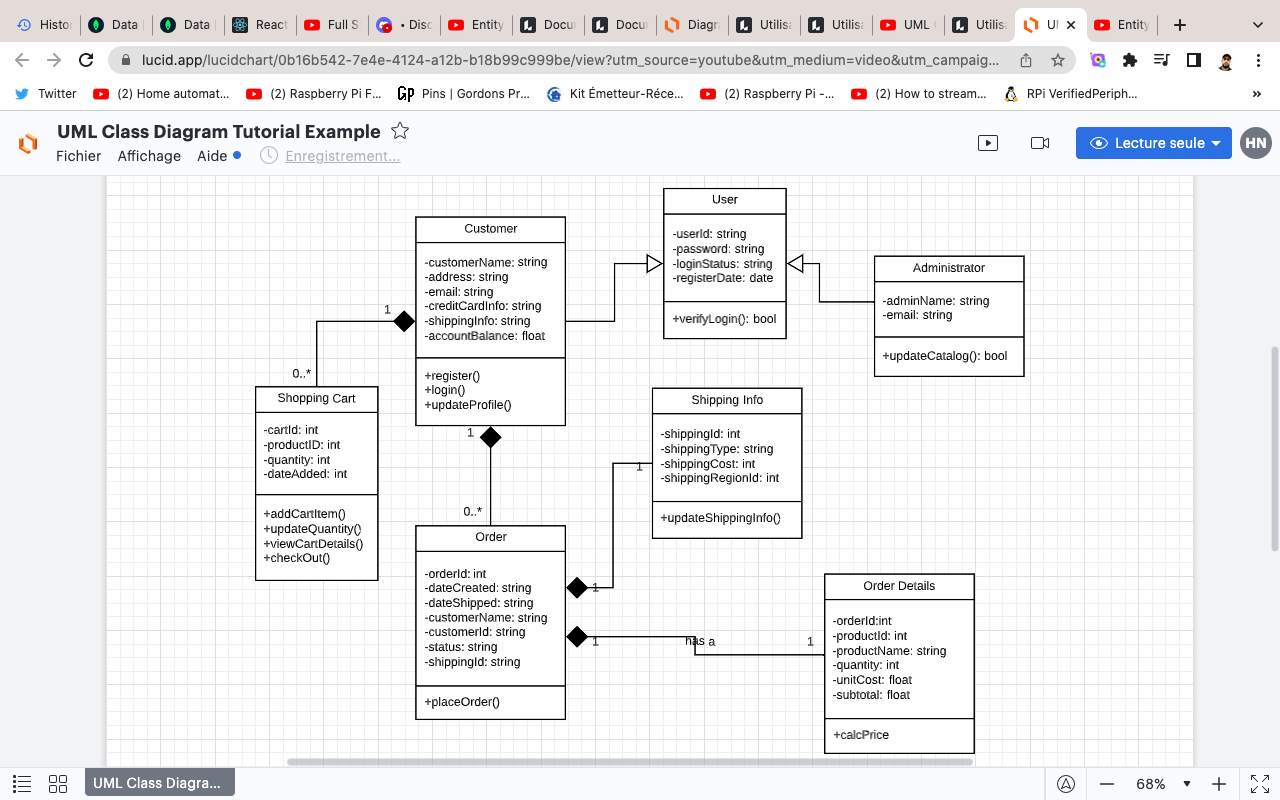 Histo
Data
Data
React
Full S
• Disc
Entity
Docu
Docu
Diagra
Utilisa
Utilisa
UML
Utilis
Entity
lucid.app/lucidchart/0b16b542-7e4e-4124-a12b-b18b99c999be/view?utm_source=youtube&utm_medium=video&utm_campaig...
Twitter
(2) Home automat...
(2) Raspberry Pi F...
Pins | Gordons Pr...
Kit Émetteur-Réce...
(2) Raspberry Pi -...
(2) How to stream...
RPi VerifiedPeriph...
»
UML Class Diagram Tutorial Example
Fichier Affichage Aide Enregistrement...
Lecture seule
HN
User
-userId: string
-password: string
-loginStatus: string
-registerDate: date
+verifyLogin(): bool
Customer
-customerName: string
-address: string
-email: string
-creditCardInfo: string
-shippingInfo: string
-accountBalance: float
+register()
+login()
+updateProfile()
Administrator
-adminName: string
-email: string
+updateCatalog(): bool
1
0..*
Shopping Cart
-cartId: int
-productID: int
-quantity: int
-dateAdded: int
+addCartItem()
+updateQuantity()
+viewCartDetails()
+checkOut()
Shipping Info
-shippingId: int
-shippingType: string
-shippingCost: int
-shippingRegionId: int
+updateShippingInfo()
1
0..*
1
1
Order
-orderId: int
-dateCreated: string
-dateShipped: string
-customerName: string
-customerId: string
-status: string
-shippingId: string
+placeOrder()
1
has a
1
Order Details
-orderId:int
-productId: int
-productName: string
-quantity: int
-unitCost: float
-subtotal: float
+calcPrice
UML Class Diagra...
68%